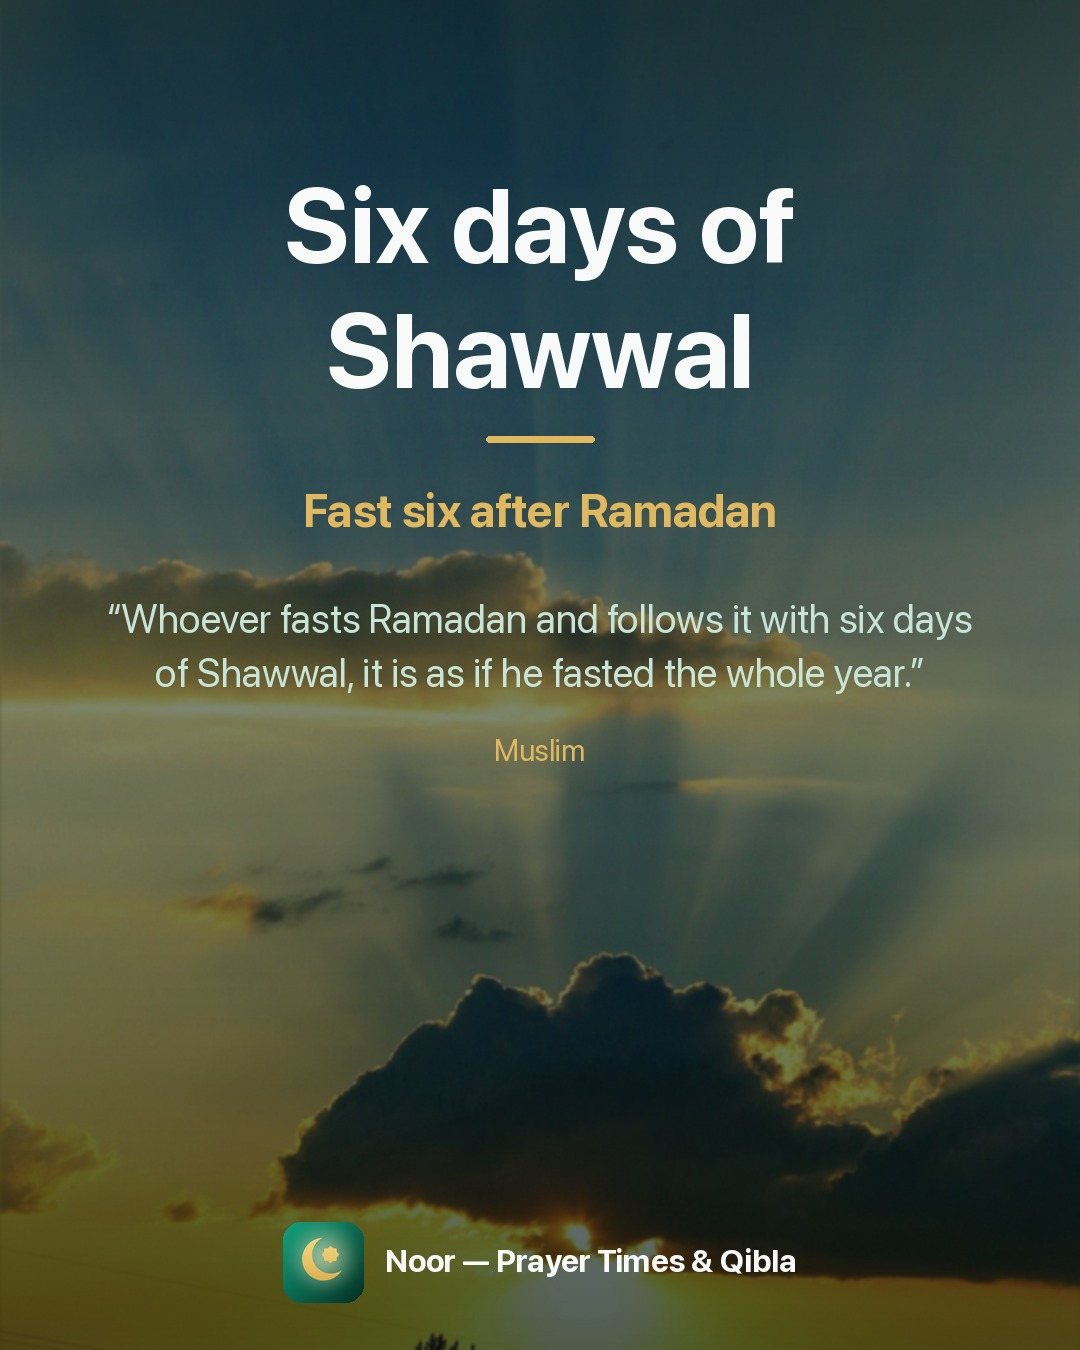 Six days of
Shawwal
Fast six after Ramadan
“Whoever fasts Ramadan and follows it with six days
of Shawwal, it is as if he fasted the whole year.”
Muslim
Noor — Prayer Times & Qibla